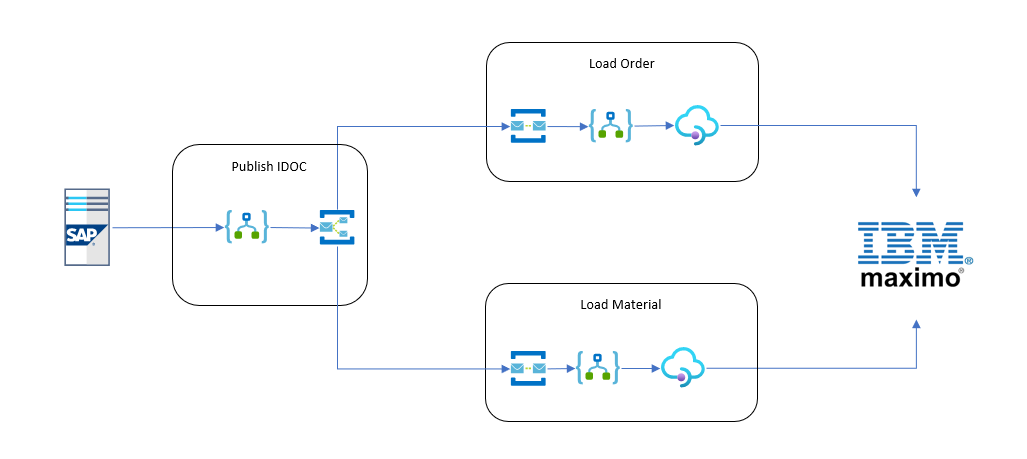 Load Order
Publish IDOC
SAP
IBM®
maximo®
Load Material